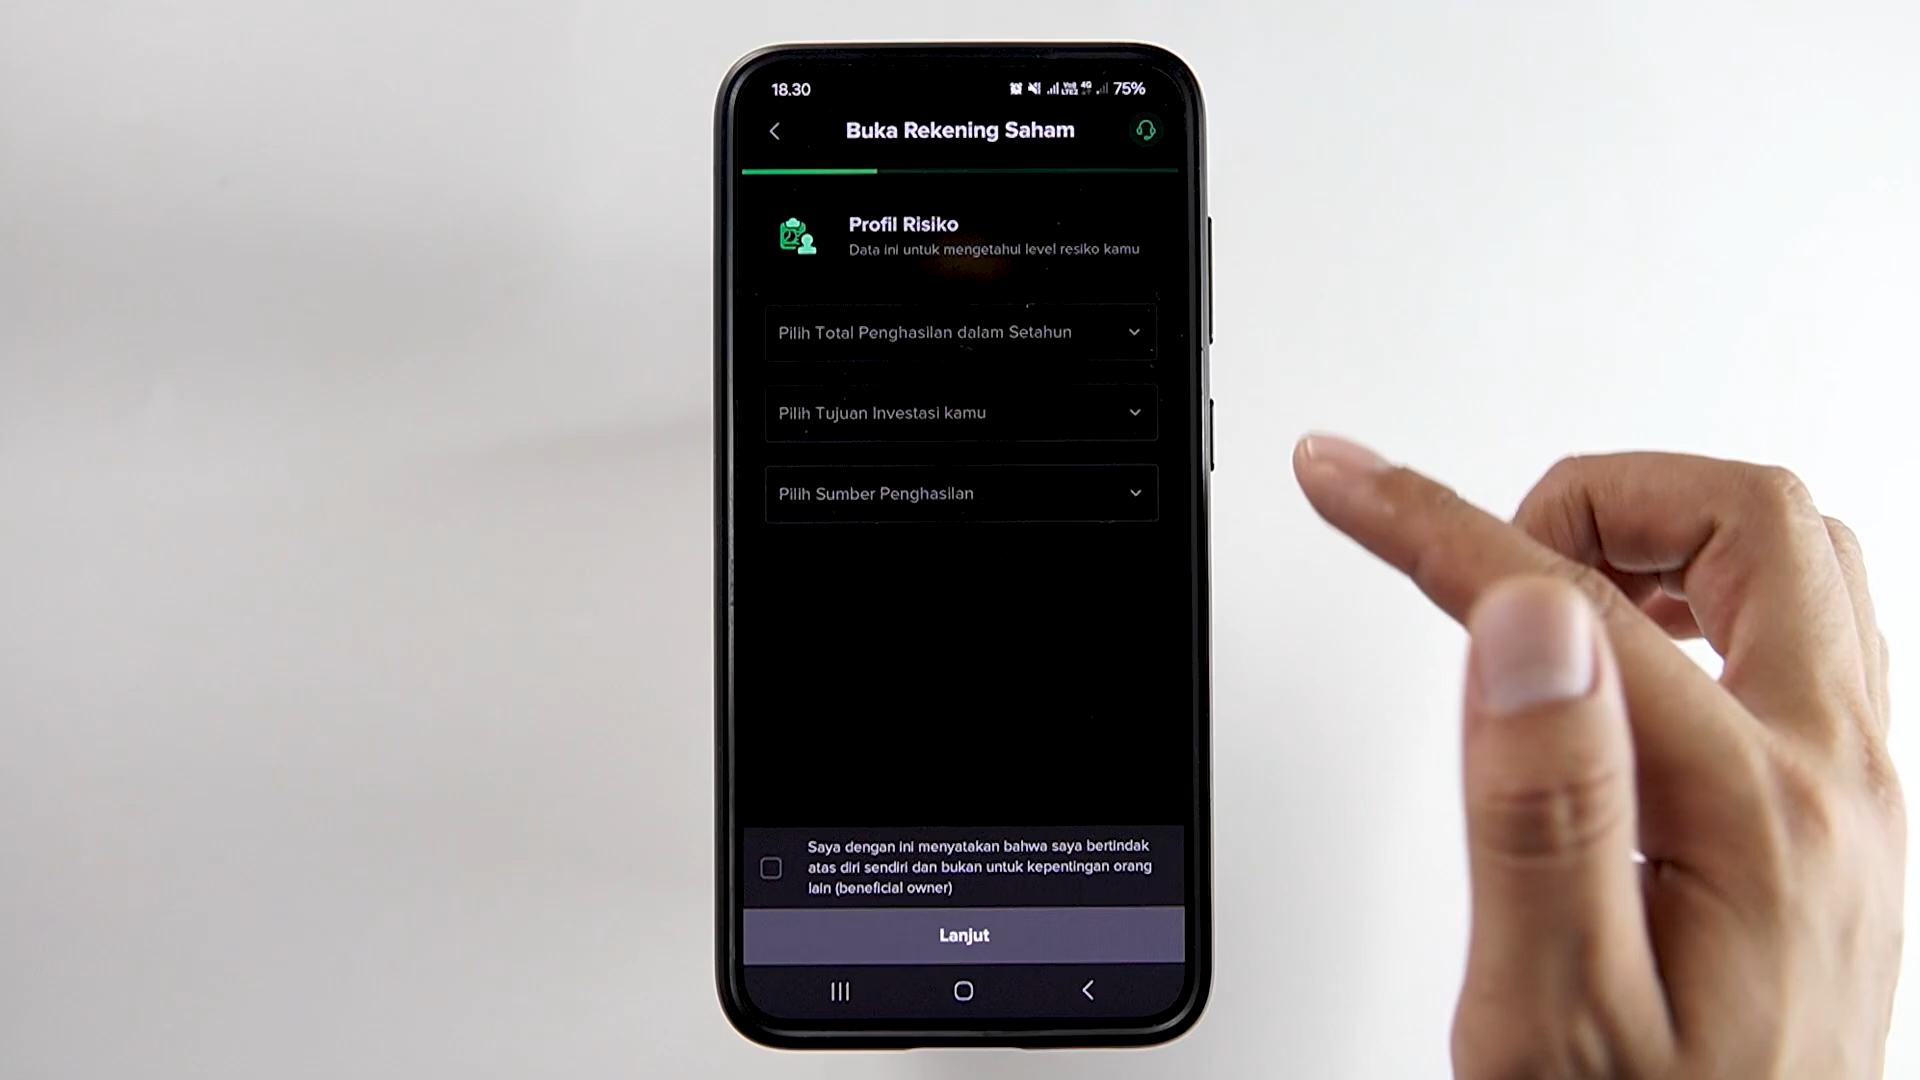 18.30
75%
Buka Rekening Saham
Profil Risiko
Data ini untuk mengetahui level resiko kamu
Pilih Total Penghasilan dalam Setahun
Pilih Tujuan Investasi kamu
Pilih Sumber Penghasilan
Saya dengan ini menyatakan bahwa saya bertindak
atas diri sendiri dan bukan untuk kepentingan orang
lain (beneficial owner)
Lanjut